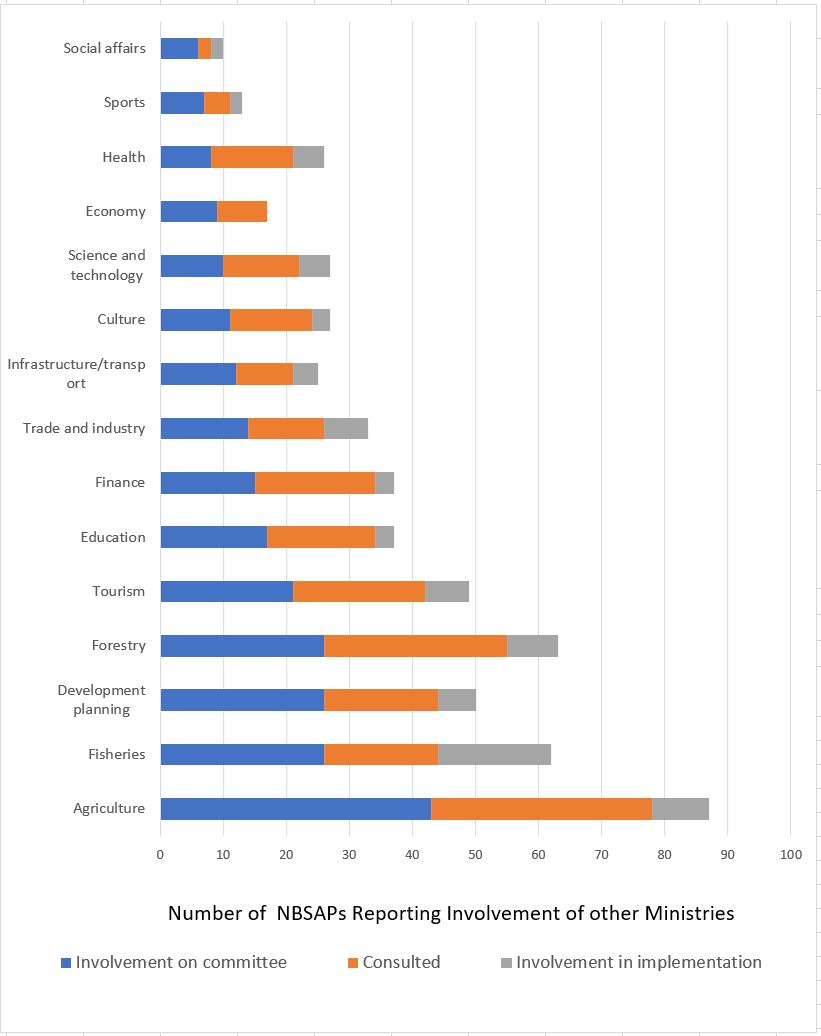 Social affairs
Sports
Health
Economy
Science and
technology
Culture
Infrastructure/transp
ort
Trade and industry
Finance
Education
Tourism
Forestry
Development
planning
Fisheries
Agriculture
0 10 20 30 40 50 60 70 80 90 100
Number of NBSAPs Reporting Involvement of other Ministries
Involvement on committee Consulted Involvement in implementation